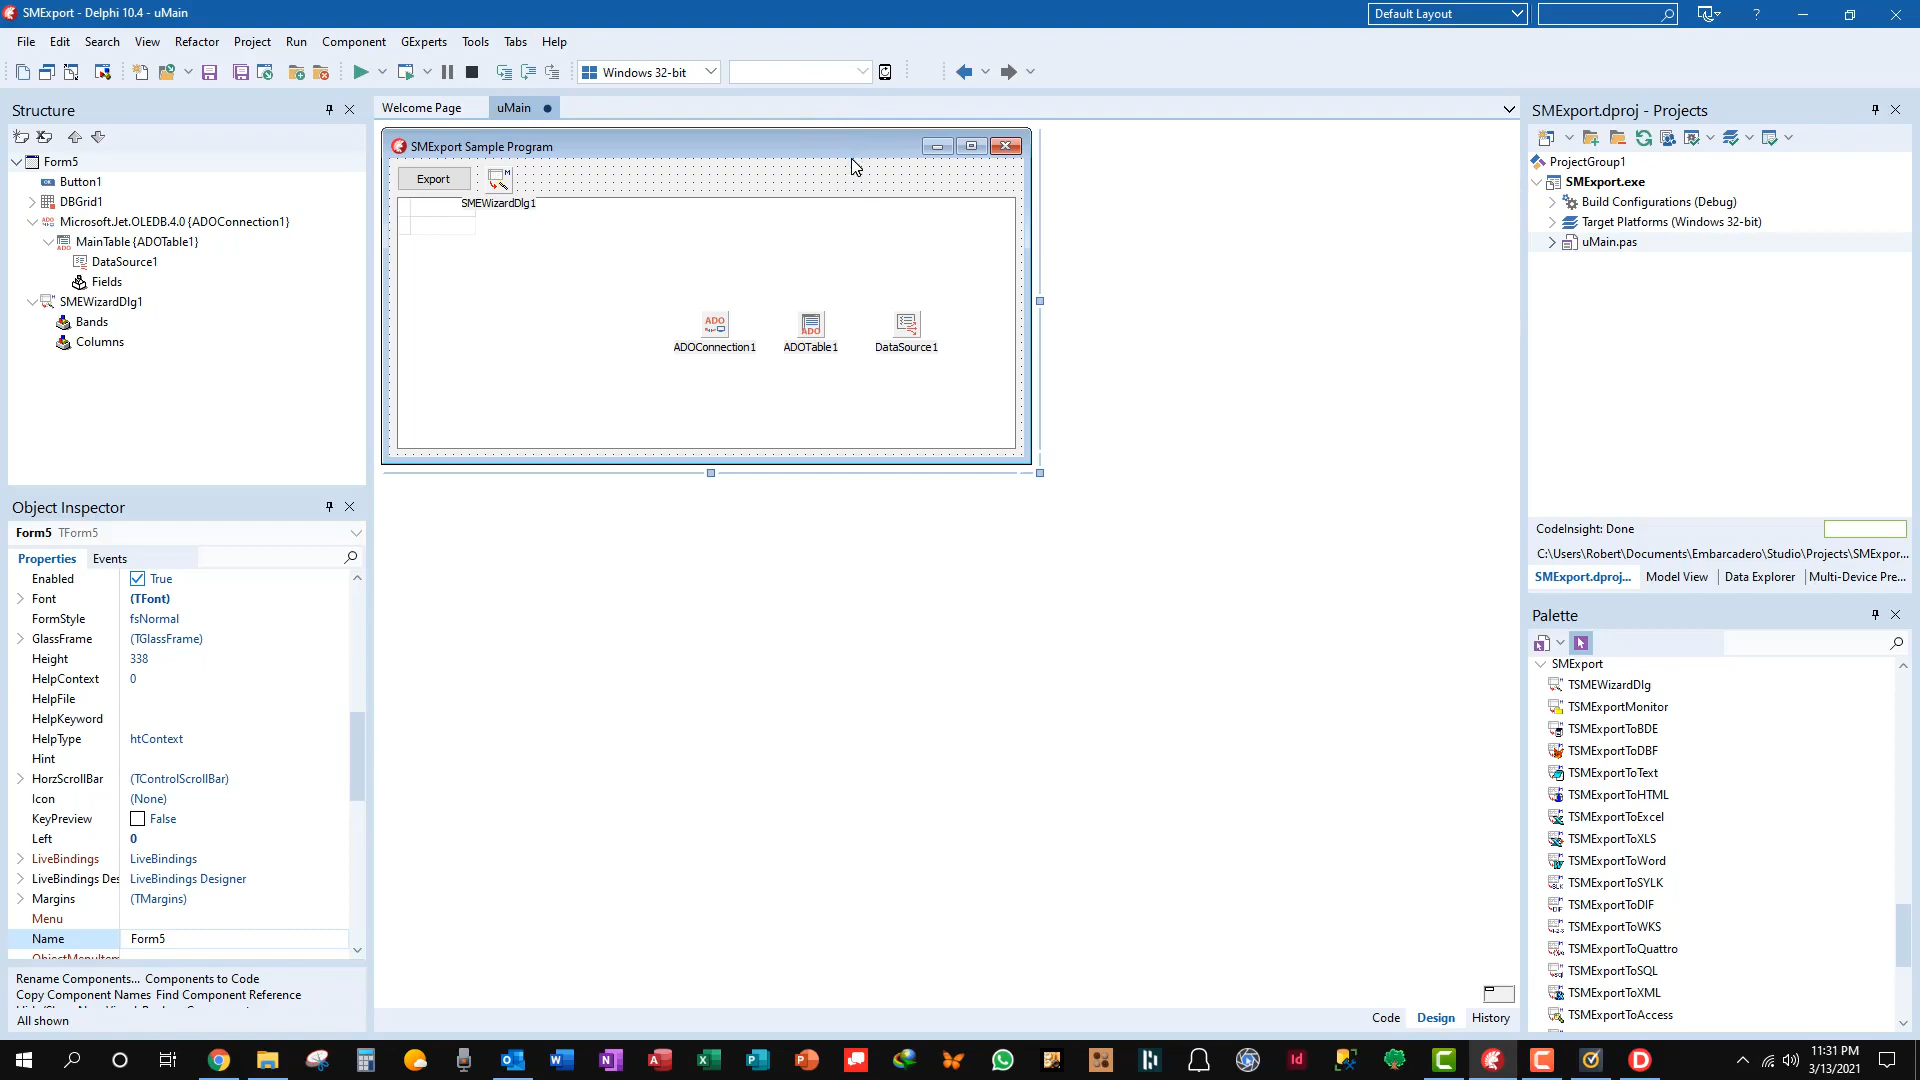 SMExport - Delphi 10.4 - uMain
Default Layout
?
File Edit Search View Refactor Project Run Component GExperts Tools Tabs Help
Windows 32-bit
Structure
Form5
Button1
DBGrid1
Microsoft.Jet.OLEDB.4.0 {ADOConnection1}
MainTable {ADOTable1}
DataSource1
Fields
SMEWizardDlg1
Bands
Columns
Object Inspector
Form5 TForm5
Properties Events
Enabled True
Font (TFont)
FormStyle fsNormal
GlassFrame (TGlassFrame)
Height 338
HelpContext 0
HelpFile
HelpKeyword
HelpType htContext
Hint
HorzScrollBar (TControlScrollBar)
Icon (None)
KeyPreview False
Left 0
LiveBindings LiveBindings
LiveBindings Des LiveBindings Designer
Margins (TMargins)
Menu
Name Form5
Rename Components... Components to Code
Copy Component Names Find Component Reference
All shown
Welcome Page uMain
SMExport Sample Program
Export
SMEWizardDlg1
ADO
ADO
ADOConnection1 ADOTable1 DataSource1
Code Design History
SMExport.dproj - Projects
ProjectGroup1
SMExport.exe
Build Configurations (Debug)
Target Platforms (Windows 32-bit)
uMain.pas
CodeInsight: Done
C:\Users\Robert\Documents\Embarcadero\Studio\Projects\SMExpor...
SMExport.dproj... Model View Data Explorer Multi-Device Pre...
Palette
SMExport
TSMEWizardDlg
TSMExportMonitor
TSMExportToBDE
TSMExportToDBF
TSMExportToText
TSMExportToHTML
TSMExportToExcel
TSMExportToXLS
TSMExportToWord
TSMExportToSYLK
TSMExportToDIF
TSMExportToWKS
TSMExportToQuattro
TSMExportToSQL
TSMExportToXML
TSMExportToAccess
11:31 PM
3/13/2021